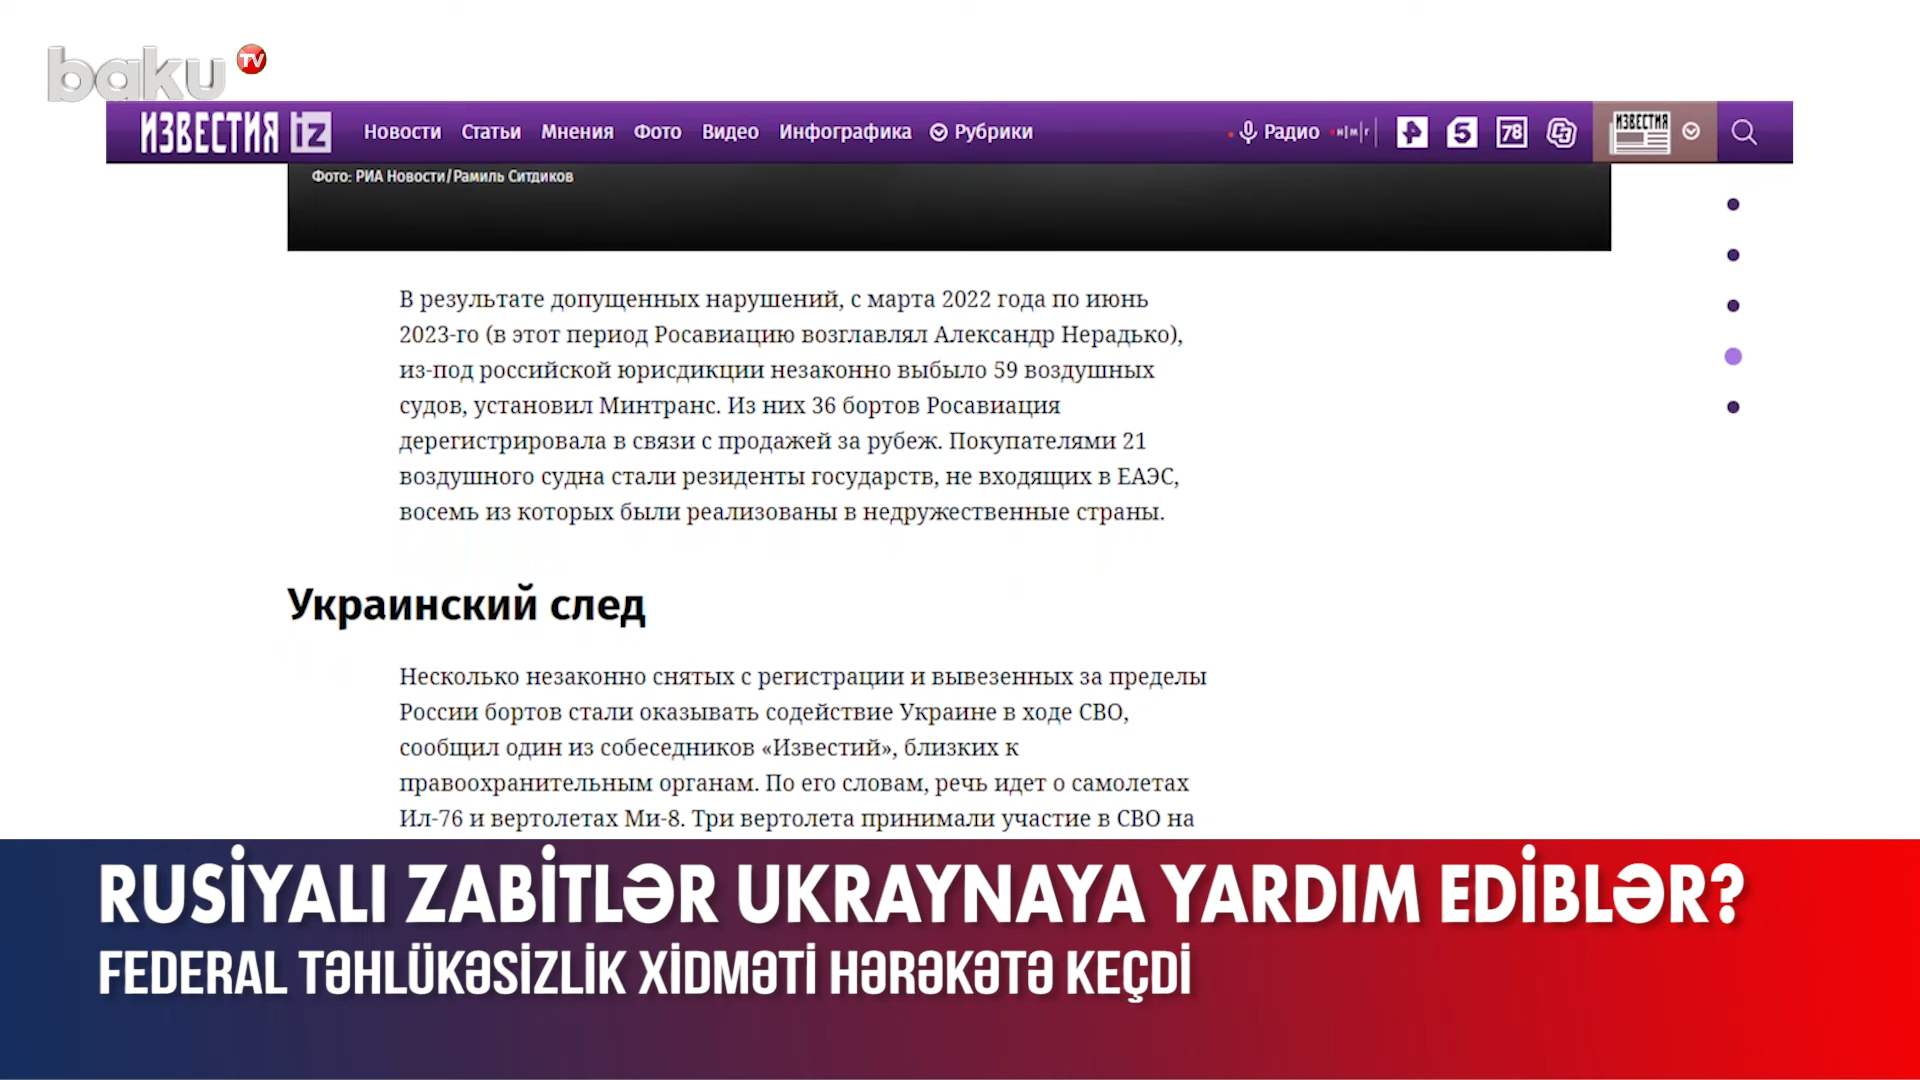 baku TV
ИЗВЕСТИЯ iz Новости Статьи Мнения Фото Видео Инфографика Рубрики Радио 5 78 ИЗВЕСТИЯ
Фото: РИА Новости/Рамиль Ситдиков
В результате допущенных нарушений, с марта 2022 года по июнь
2023-го (в этот период Росавиацию возглавлял Александр Нерадько),
из-под российской юрисдикции незаконно выбыло 59 воздушных
судов, установил Минтранс. Из них 36 бортов Росавиация
дерегистрировала в связи с продажей за рубеж. Покупателями 21
воздушного судна стали резиденты государств, не входящих в ЕАЭС,
восемь из которых были реализованы в недружественные страны.
Украинский след
Несколько незаконно снятых с регистрации и вывезенных за пределы
России бортов стали оказывать содействие Украине в ходе СВО,
сообщил один из собеседников «Известий», близких к
правоохранительным органам. По его словам, речь идет о самолетах
Ил-76 и вертолетах Ми-8. Три вертолета принимали участие в СВО на
RUSİYALI ZABİTLƏR UKRAYNAYA YARDIM EDİBLƏR?
FEDERAL TƏHLÜKƏSİZLİK XİDMƏTİ HƏRƏKƏTƏ KEÇDİ